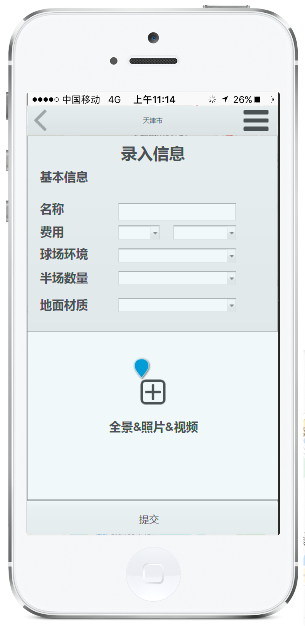 中国移动 4G 上午11:14 26%
天津市
录入信息
基本信息
名称
费用
球场环境
半场数量
地面材质
全景&照片&视频
提交